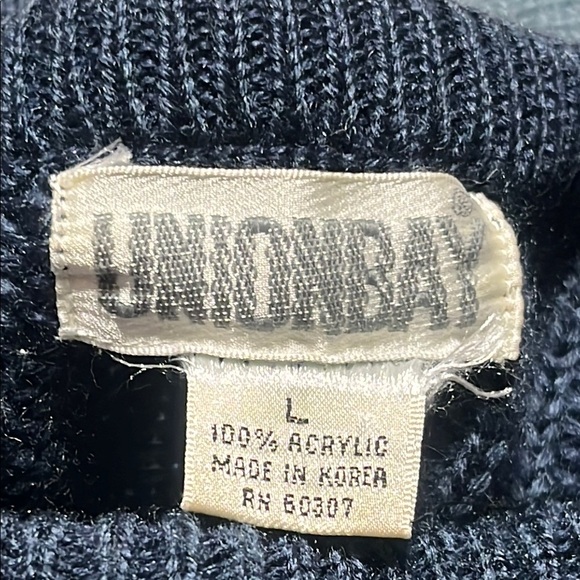 UNIONBAY®
L
100% ACRYLIC
MADE IN KOREA
RN 60307